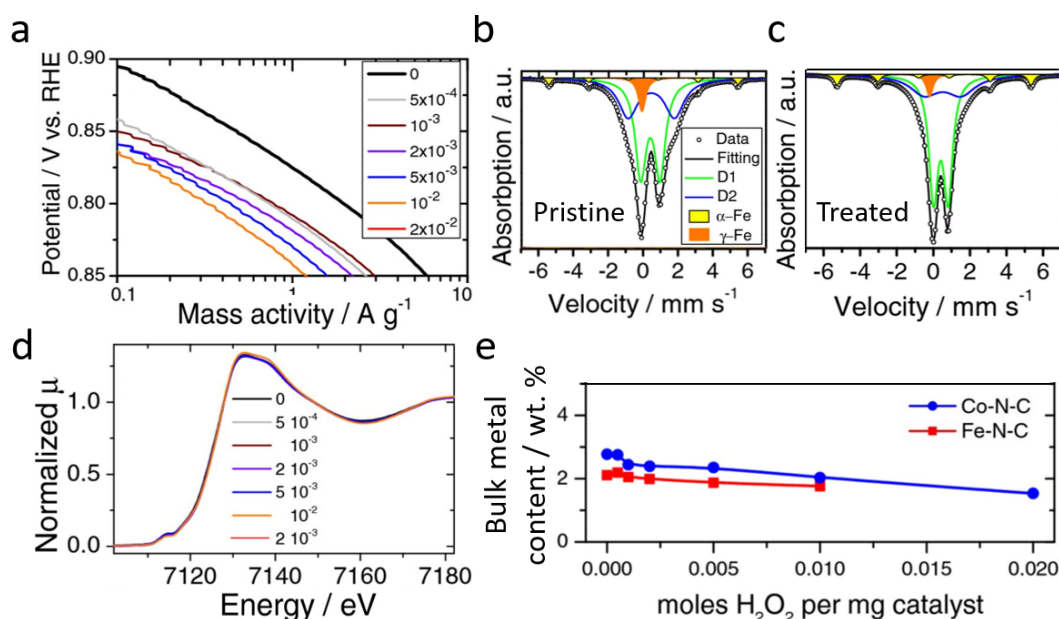 a
0.90
0.85
0.80
0.85
Potential / V vs. RHE
0.1
1
10
Mass activity / A g⁻¹
0
5x10⁻⁴
10⁻³
2x10⁻³
5x10⁻³
10⁻²
2x10⁻²
b
Absorbption / a.u.
Pristine
Data
Fitting
D1
D2
α–Fe
γ–Fe
-6 -4 -2 0 2 4 6
Velocity / mm s⁻¹
c
Absorbption / a.u.
Treated
-6 -4 -2 0 2 4 6
Velocity / mm s⁻¹
d
Normalized μ
1.0
0.0
0
5 10⁻⁴
10⁻³
2 10⁻³
5 10⁻³
10⁻²
2 10⁻³
7120 7140 7160 7180
Energy / eV
e
Bulk metal
content / wt. %
4
2
0
Co-N-C
Fe-N-C
0.000 0.005 0.010 0.015 0.020
moles H₂O₂ per mg catalyst